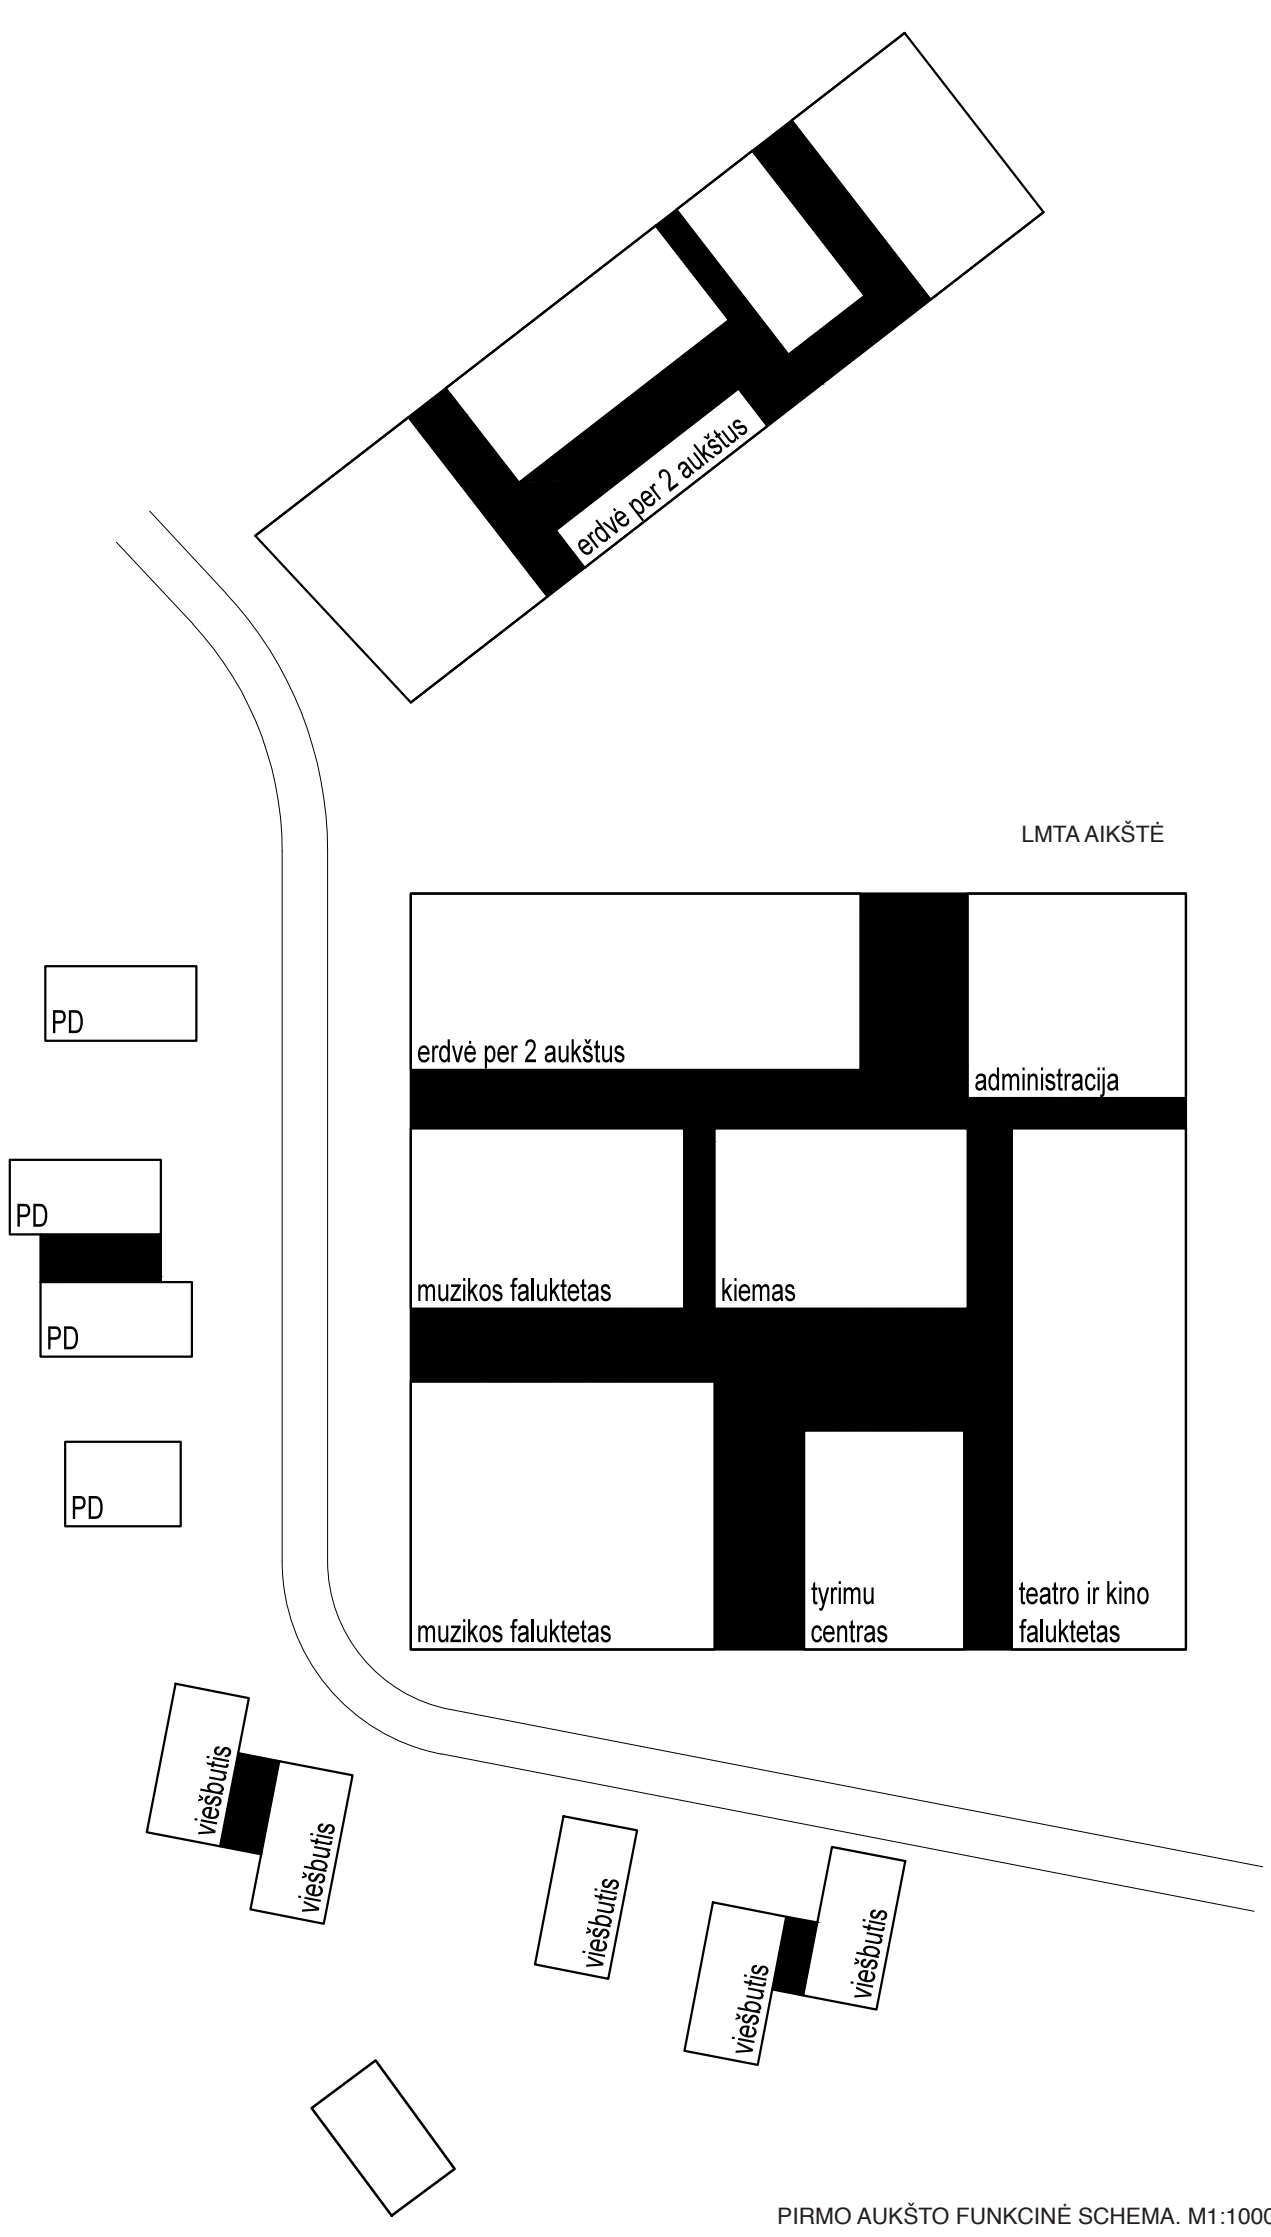 erdvė per 2 aukštus
LMTA AIKŠTĖ
PD
erdvė per 2 aukštus
administracija
PD
muzikos faluktetas
kiemas
PD
PD
tyrimu
centras
teatro ir kino
faluktetas
muzikos faluktetas
viešbutis
viešbutis
viešbutis
viešbutis
viešbutis
PIRMO AUKŠTO FUNKCINĖ SCHEMA. M1:1000